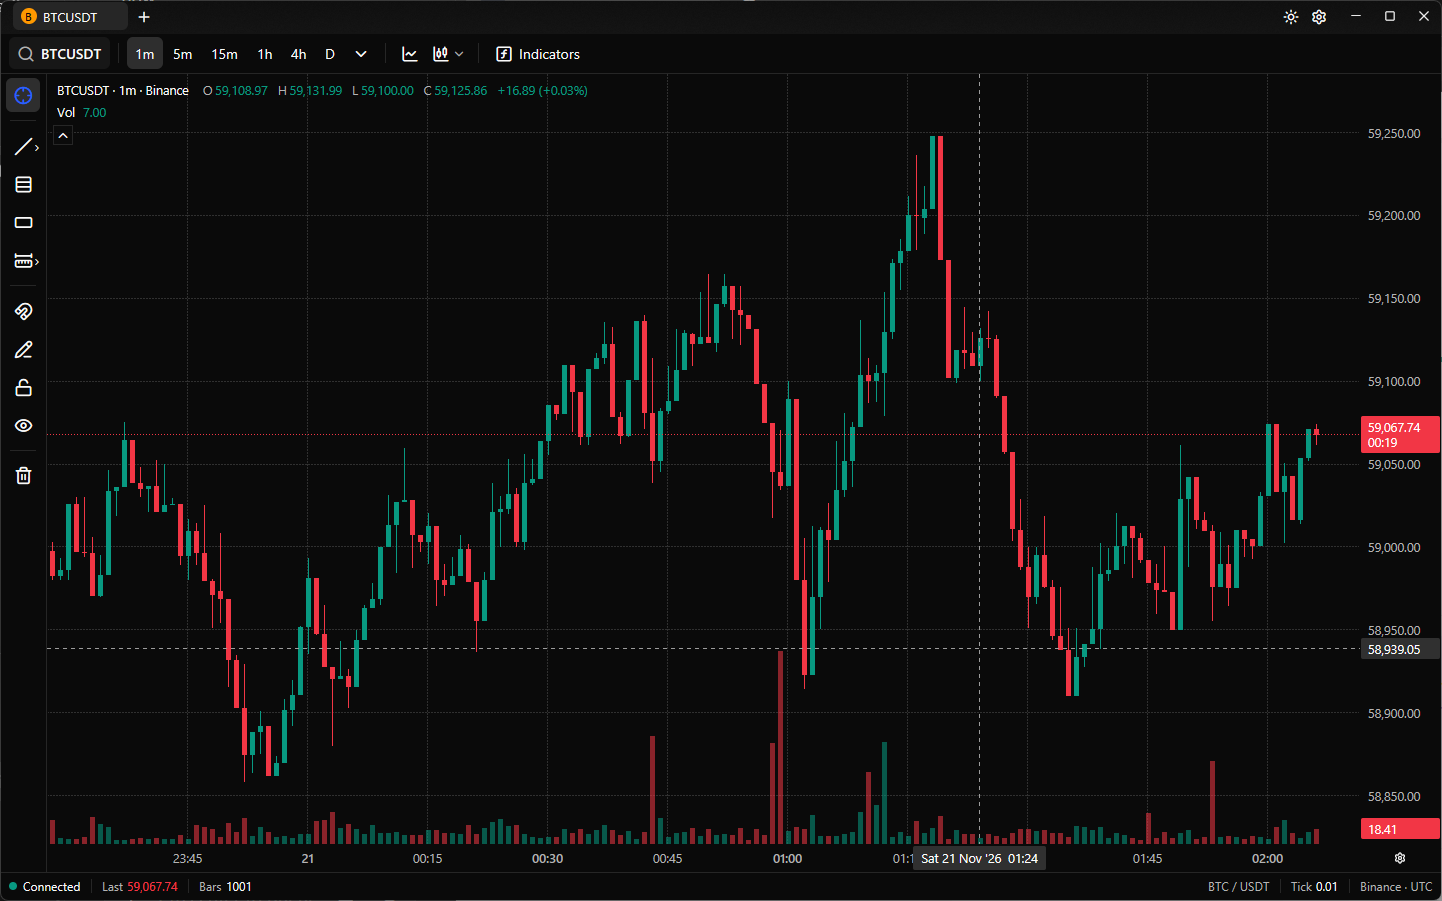 BTCUSDT
BTCUSDT 1m 5m 15m 1h 4h D Indicators
BTCUSDT · 1m · Binance O 59,108.97 H 59,131.99 L 59,100.00 C 59,125.86 +16.89 (+0.03%)
Vol 7.00
59,250.00
59,200.00
59,150.00
59,100.00
59,067.74
00:19
59,050.00
59,000.00
58,950.00
58,939.05
58,900.00
58,850.00
18.41
23:45 21 00:15 00:30 00:45 01:00 Sat 21 Nov '26 01:24 01:45 02:00
Connected Last 59,067.74 Bars 1001 BTC / USDT Tick 0.01 Binance · UTC